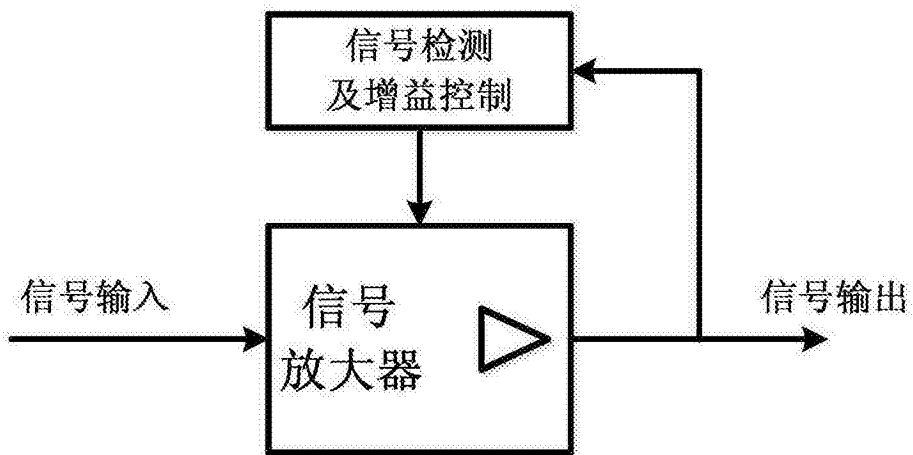 信号检测
及增益控制
信号输入
信号
放大器
信号输出